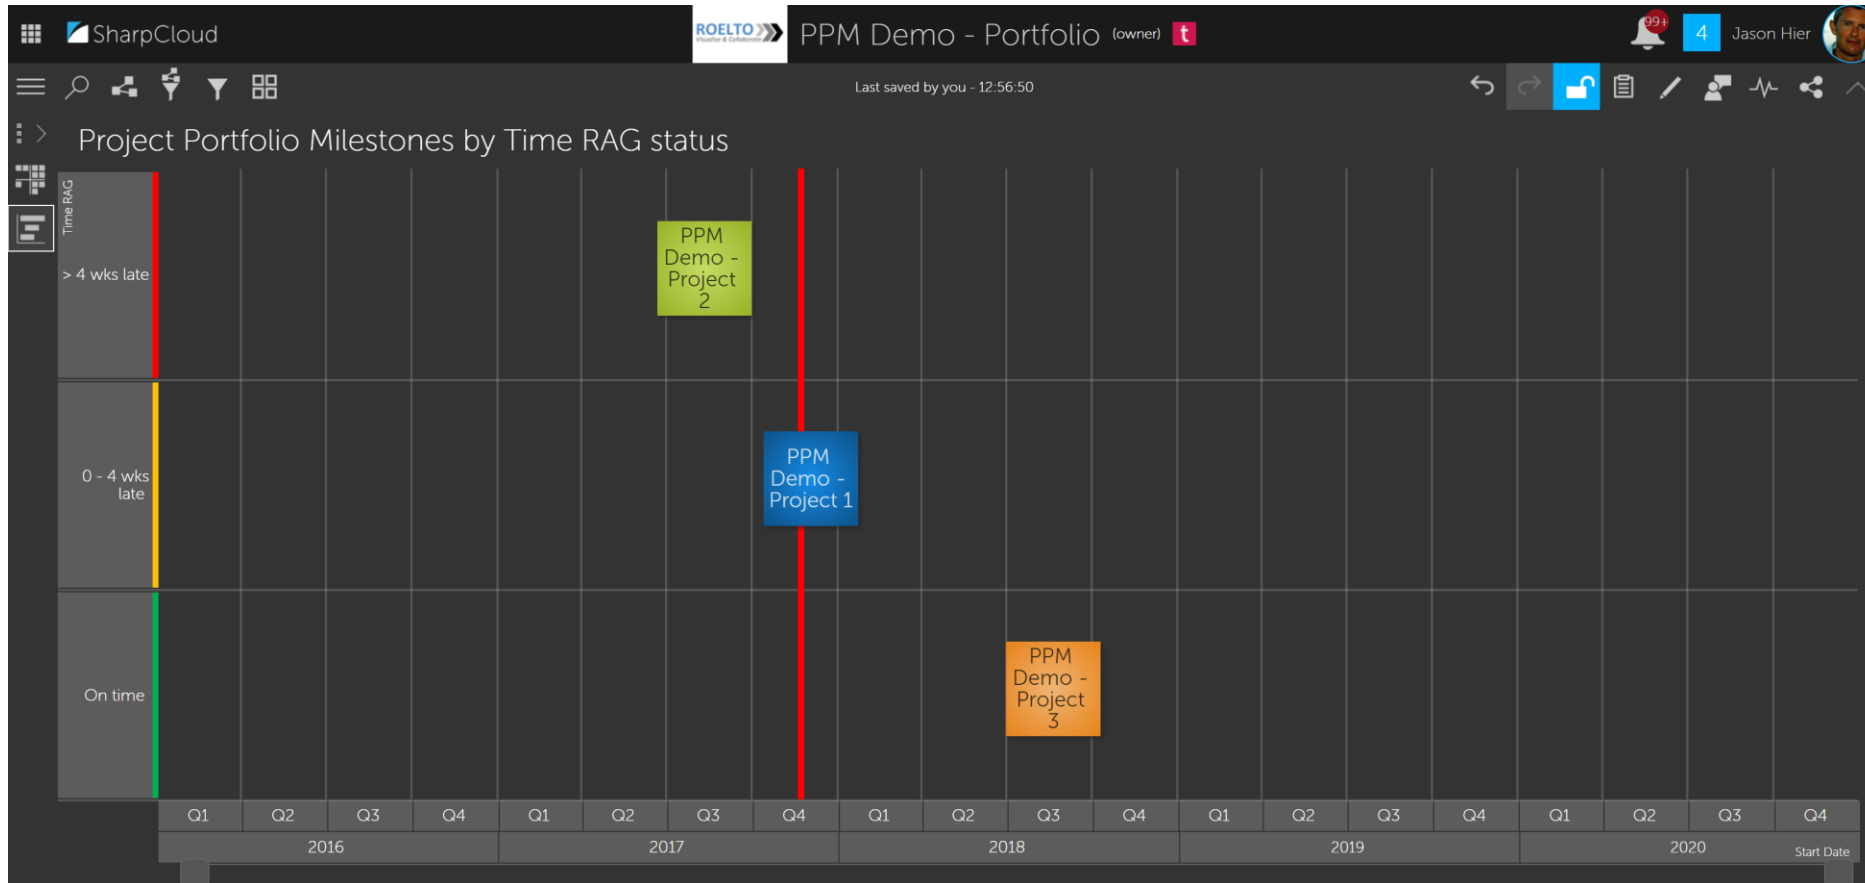 SharpCloud
ROELTO
Visualise & Collaborate
PPM Demo - Portfolio (owner) t
99+
4
Jason Hier
Last saved by you - 12:56:50
Project Portfolio Milestones by Time RAG status
Time RAG
> 4 wks late
PPM
Demo -
Project
2
0 - 4 wks
late
PPM
Demo -
Project 1
On time
PPM
Demo -
Project
3
Q1 Q2 Q3 Q4 Q1 Q2 Q3 Q4 Q1 Q2 Q3 Q4 Q1 Q2 Q3 Q4 Q1 Q2 Q3 Q4
2016 2017 2018 2019 2020
Start Date